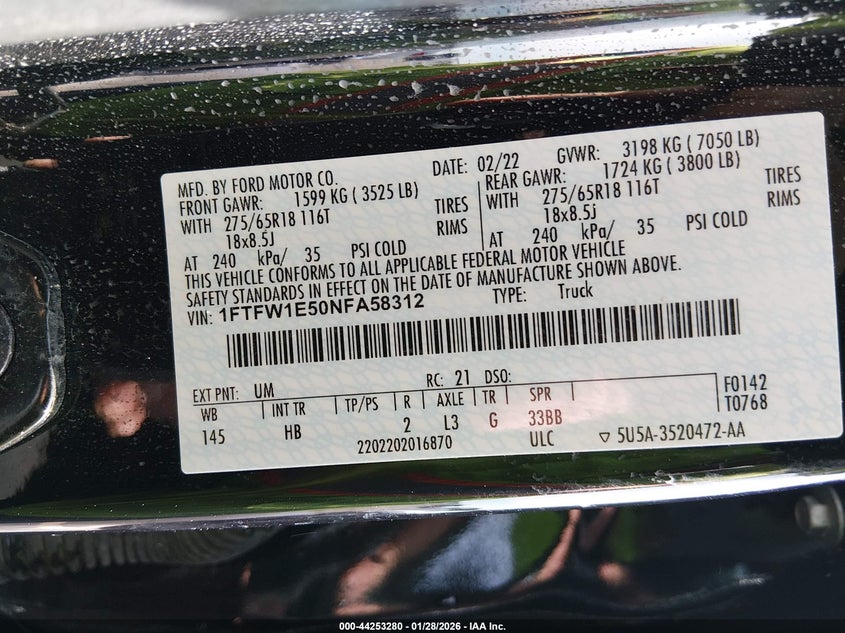 MFD. BY FORD MOTOR CO. DATE: 02/22 GVWR: 3198 KG ( 7050 LB)
FRONT GAWR: 1599 KG ( 3525 LB) REAR GAWR: 1724 KG ( 3800 LB)
WITH 275/65R18 116T TIRES WITH 275/65R18 116T TIRES
18x8.5j RIMS 18x8.5j RIMS
AT 240 kPa/ 35 PSI COLD AT 240 kPa/ 35 PSI COLD
THIS VEHICLE CONFORMS TO ALL APPLICABLE FEDERAL MOTOR VEHICLE
SAFETY STANDARDS IN EFFECT ON THE DATE OF MANUFACTURE SHOWN ABOVE.
VIN: 1FTFW1E50NFA58312 TYPE: Truck
EXT PNT: UM RC: 21 DSO: F0142
WB INT TR TP/PS R AXLE TR SPR T0768
145 HB 2 L3 G 33BB
2202202016870 ULC ▽ 5U5A-3520472-AA
000-44253280 - 01/28/2026 - IAA Inc.